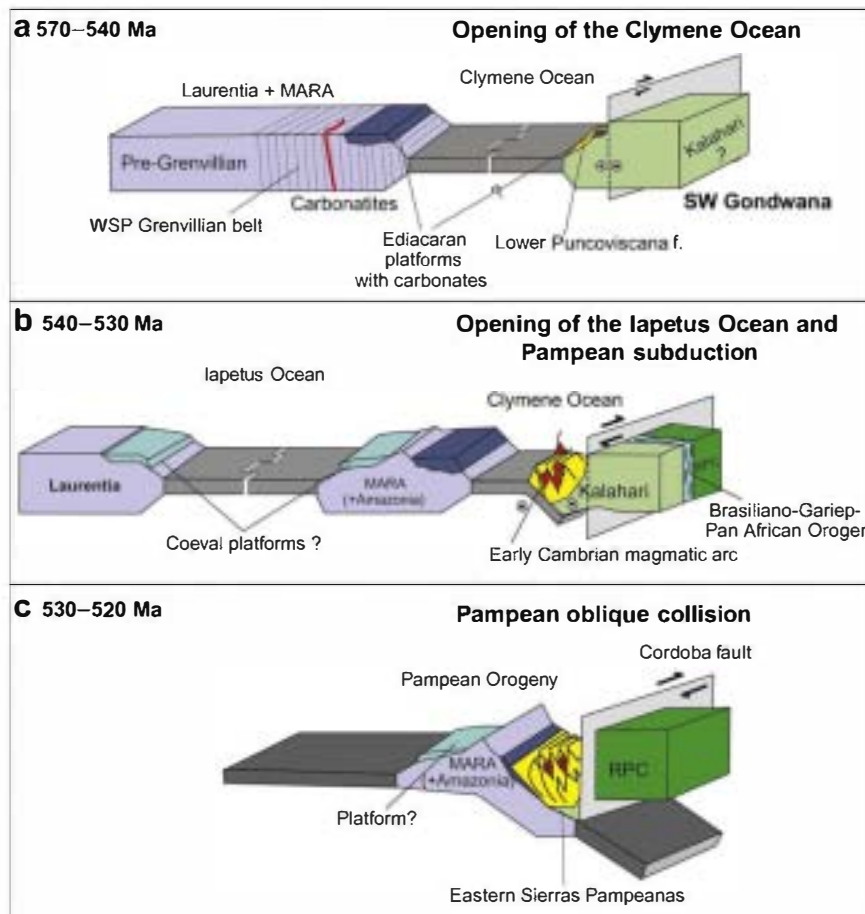 a 570–540 Ma
Opening of the Clymene Ocean
Clymene Ocean
Laurentia + MARA
Pre-Grenvillian
Kalahari
?
Carbonatites
SW Gondwana
WSP Grenvillian belt
Ediacaran
platforms
with carbonates
Lower Puncoviscana f.
b 540–530 Ma
Opening of the Iapetus Ocean and
Pampean subduction
Iapetus Ocean
Clymene Ocean
Laurentia
MARA
(+Amazonia)
Kalahari
Brasiliano-Gariep-
Pan African Oroger
Coeval platforms ?
Early Cambrian magmatic arc
c 530–520 Ma
Pampean oblique collision
Cordoba fault
Pampean Orogeny
MARA
(+Amazonia)
RPC
Platform?
Eastern Sierras Pampeanas